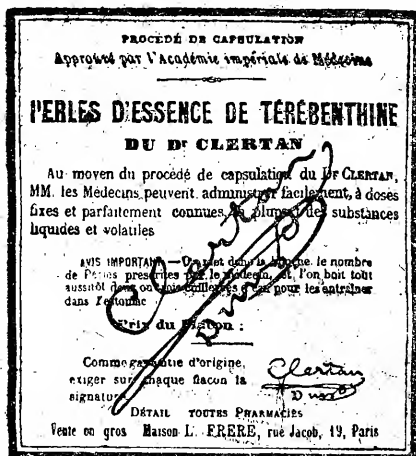 PROCÉDÉ DE CAPSULATION
Approuvé par l'Académie impériale de Médecine
PERLES D'ESSENCE DE TÉRÉBENTHINE
DU Dr CLERTAN
Au moyen du procédé de capsulation du Dr CLERTAN,
MM. les Médecins peuvent administrer facilement, à doses
fixes et parfaitement connues, la plupart des substances
liquides et volatiles
AVIS IMPORTANT.—On met dans la bouche le nombre
de Perles prescrites par le médecin, et l'on boit tout
aussitôt deux ou trois cuillerées d'eau pour les entraîner
dans l'estomac
Prix du Flacon :
Clertan
Comme garantie d'origine,
exiger sur chaque flacon la
signature
Clertan
DÉTAIL TOUTES PHARMACIES
Vente en gros Maison L. FRERE, rue Jacob, 19, Paris